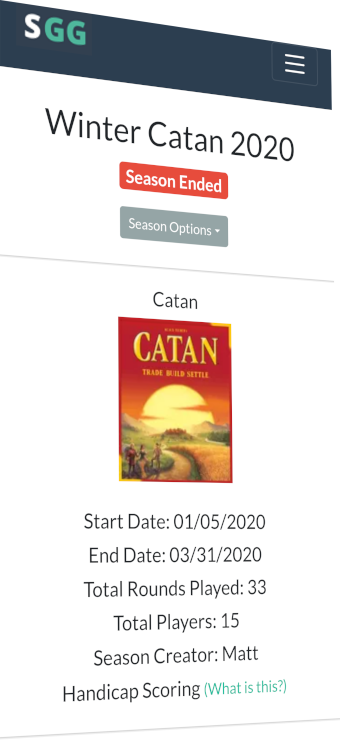 SGG
Winter Catan 2020
Season Ended
Season Options
Catan
CATAN
TRADE BUILD SETTLE
Start Date: 01/05/2020
End Date: 03/31/2020
Total Rounds Played: 33
Total Players: 15
Season Creator: Matt
Handicap Scoring (What is this?)